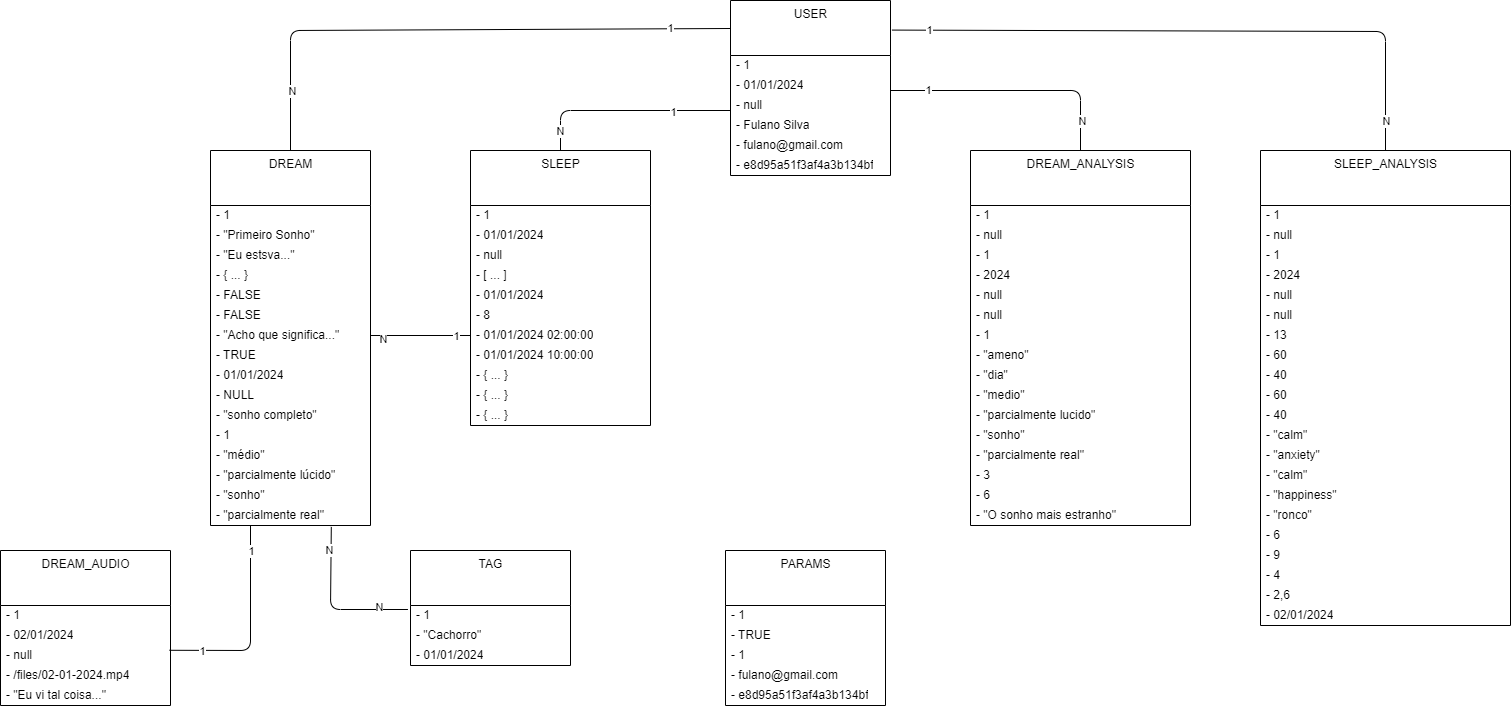 USER
- 1
- 01/01/2024
- null
- Fulano Silva
- fulano@gmail.com
- e8d95a51f3af4a3b134bf
1
N
1
N
1
N
1
N
DREAM
- 1
- "Primeiro Sonho"
- "Eu estsva..."
- { ... }
- FALSE
- FALSE
- "Acho que significa..."
- TRUE
- 01/01/2024
- NULL
- "sonho completo"
- 1
- "médio"
- "parcialmente lúcido"
- "sonho"
- "parcialmente real"
N
1
SLEEP
- 1
- 01/01/2024
- null
- [ ... ]
- 01/01/2024
- 8
- 01/01/2024 02:00:00
- 01/01/2024 10:00:00
- { ... }
- { ... }
- { ... }
DREAM_ANALYSIS
- 1
- null
- 1
- 2024
- null
- null
- 1
- "ameno"
- "dia"
- "medio"
- "parcialmente lucido"
- "sonho"
- "parcialmente real"
- 3
- 6
- "O sonho mais estranho"
SLEEP_ANALYSIS
- 1
- null
- 1
- 2024
- null
- null
- 13
- 60
- 40
- 60
- 40
- "calm"
- "anxiety"
- "calm"
- "happiness"
- "ronco"
- 6
- 9
- 4
- 2,6
- 02/01/2024
1
1
N
N
DREAM_AUDIO
- 1
- 02/01/2024
- null
- /files/02-01-2024.mp4
- "Eu vi tal coisa..."
TAG
- 1
- "Cachorro"
- 01/01/2024
PARAMS
- 1
- TRUE
- 1
- fulano@gmail.com
- e8d95a51f3af4a3b134bf